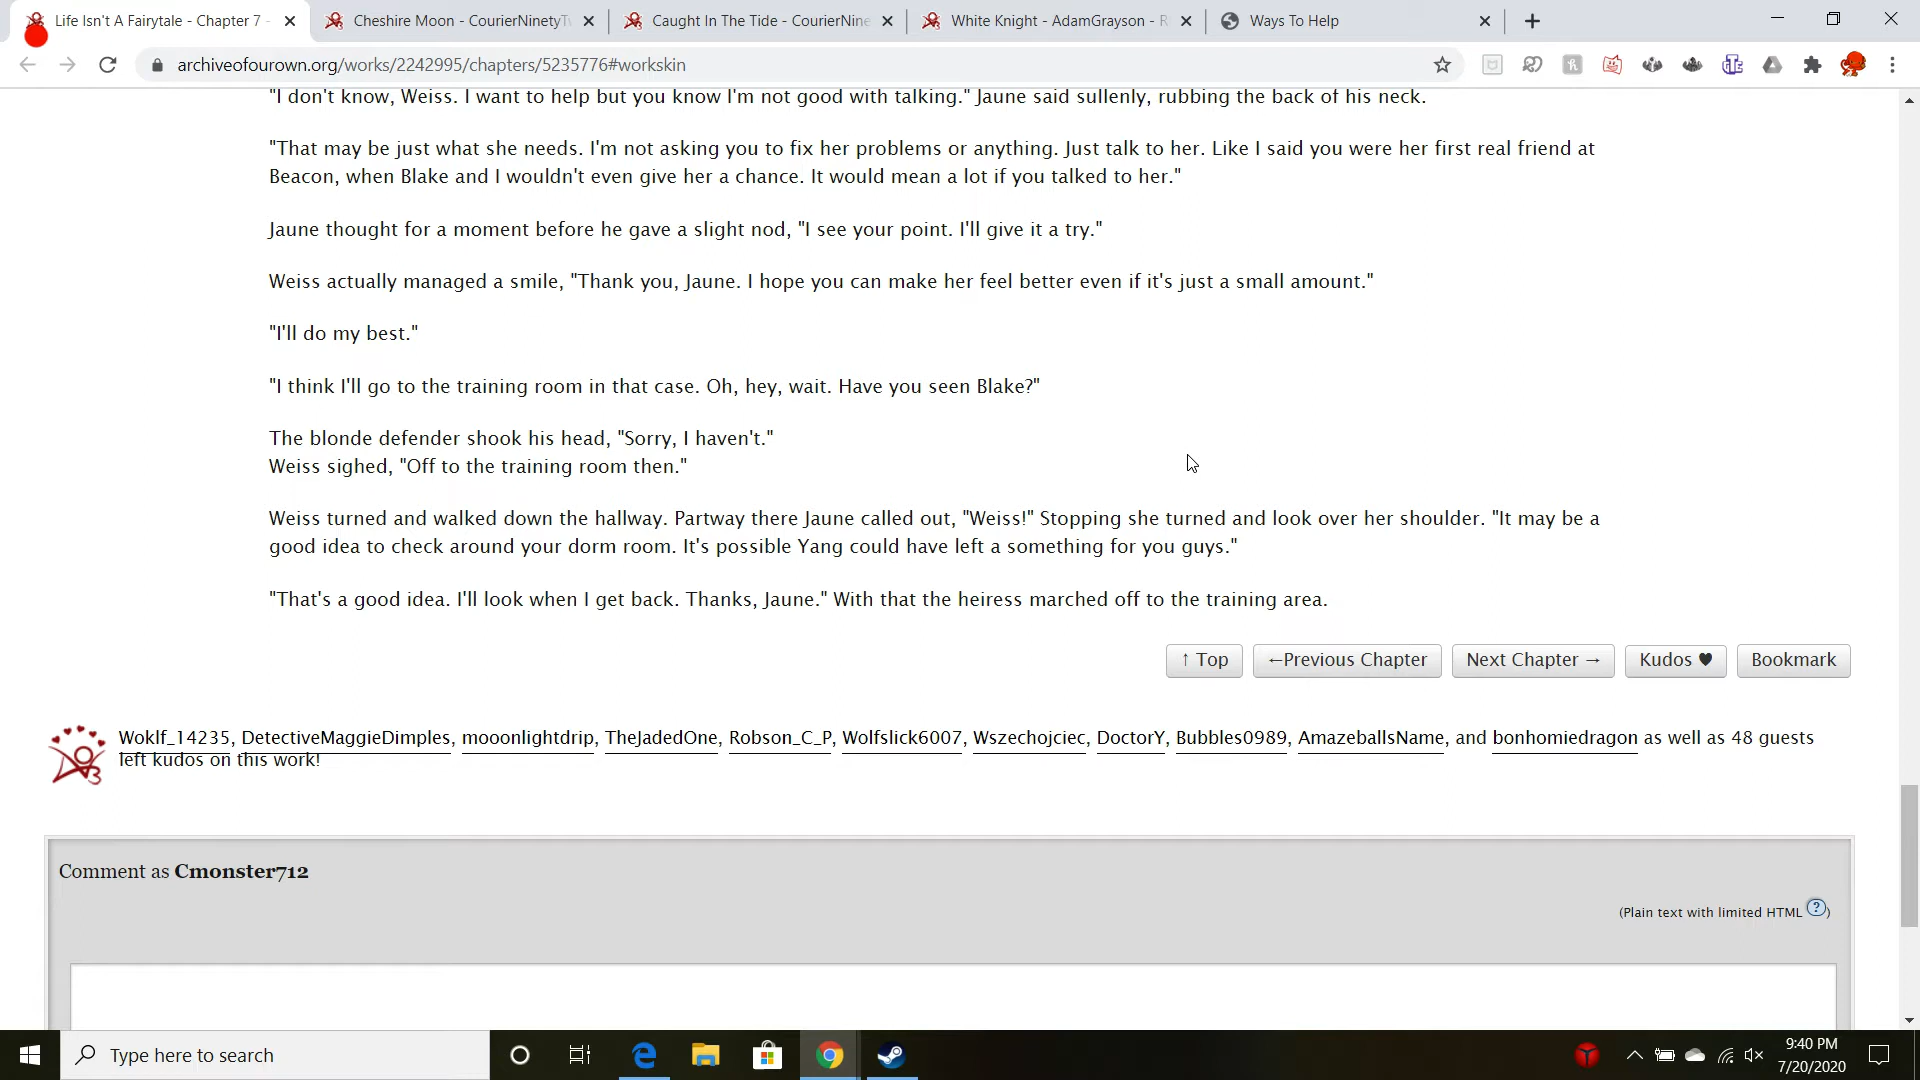 Life Isn't A Fairytale - Chapter 7 -
Cheshire Moon - CourierNinetyTw
Caught In The Tide - CourierNine
White Knight - AdamGrayson - R
Ways To Help
archiveofourown.org/works/2242995/chapters/5235776#workskin
"I don't know, Weiss. I want to help but you know I'm not good with talking." Jaune said sullenly, rubbing the back of his neck.
"That may be just what she needs. I'm not asking you to fix her problems or anything. Just talk to her. Like I said you were her first real friend at
Beacon, when Blake and I wouldn't even give her a chance. It would mean a lot if you talked to her."
Jaune thought for a moment before he gave a slight nod, "I see your point. I'll give it a try."
Weiss actually managed a smile, "Thank you, Jaune. I hope you can make her feel better even if it's just a small amount."
"I'll do my best."
"I think I'll go to the training room in that case. Oh, hey, wait. Have you seen Blake?"
The blonde defender shook his head, "Sorry, I haven't."
Weiss sighed, "Off to the training room then."
Weiss turned and walked down the hallway. Partway there Jaune called out, "Weiss!" Stopping she turned and look over her shoulder. "It may be a
good idea to check around your dorm room. It's possible Yang could have left a something for you guys."
"That's a good idea. I'll look when I get back. Thanks, Jaune." With that the heiress marched off to the training area.
↑ Top
←Previous Chapter
Next Chapter →
Kudos ♥
Bookmark
Woklf_14235, DetectiveMaggieDimples, mooonlightdrip, TheJadedOne, Robson_C_P, Wolfslick6007, Wszechojciec, DoctorY, Bubbles0989, AmazeballsName, and bonhomiedragon as well as 48 guests
left kudos on this work!
Comment as Cmonster712
(Plain text with limited HTML ?)
Type here to search
9:40 PM
7/20/2020